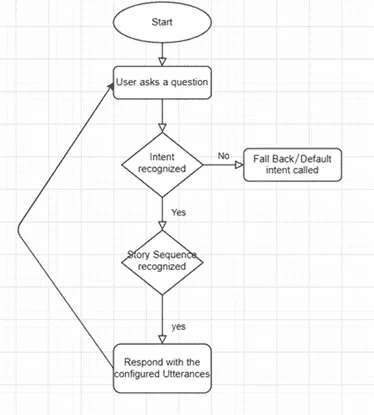 Start
User asks a question
Intent
recognized
No
Fall Back/Default
intent called
Yes
Story Sequence
recognized
yes
Respond with the
configured Utterances